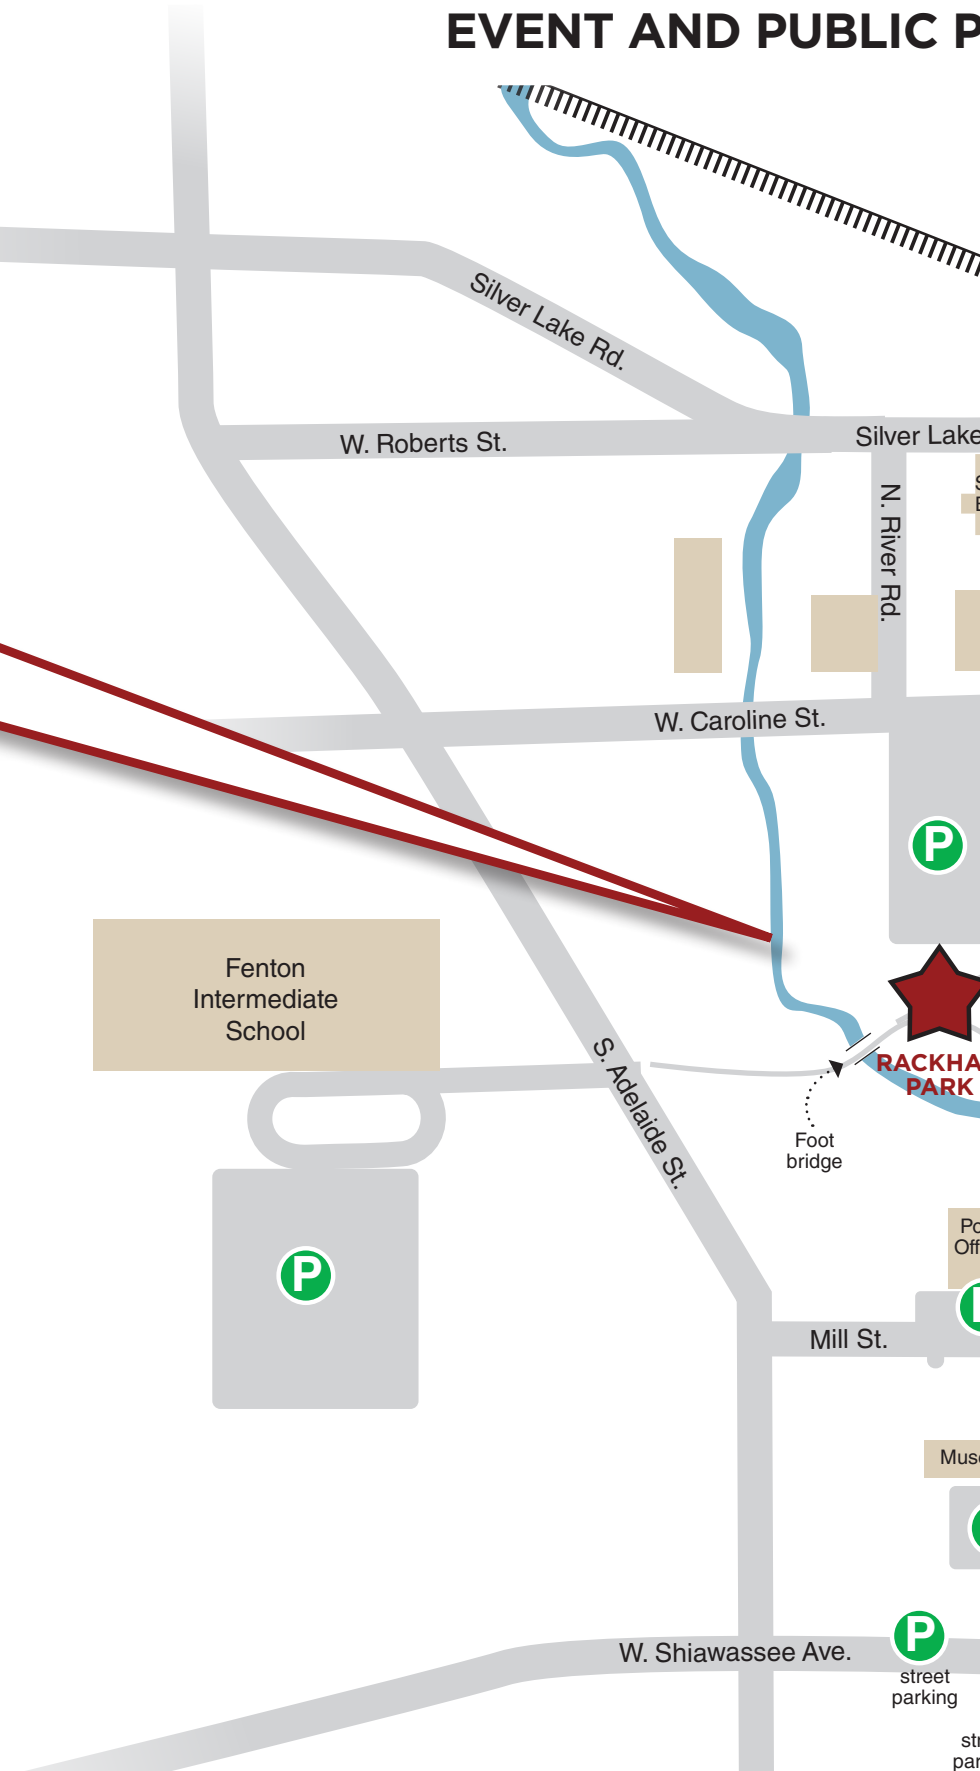 EVENT AND PUBLIC
Silver Lake Rd.
W. Roberts St.
Silver Lake
N. River Rd.
W. Caroline St.
P
Fenton
Intermediate
School
S. Adelaide St.
PARK
Foot
bridge
P
Mill St.
P
W. Shiawassee Ave.
street
parking